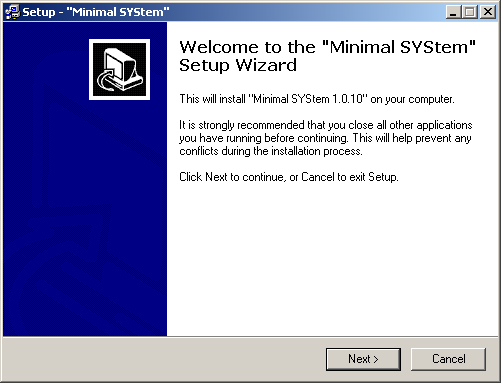 Setup - "Minimal SYStem"
Welcome to the "Minimal SYStem"
Setup Wizard
This will install "Minimal SYStem 1.0.10" on your computer.
It is strongly recommended that you close all other applications
you have running before continuing. This will help prevent any
conflicts during the installation process.
Click Next to continue, or Cancel to exit Setup.
Next >
Cancel